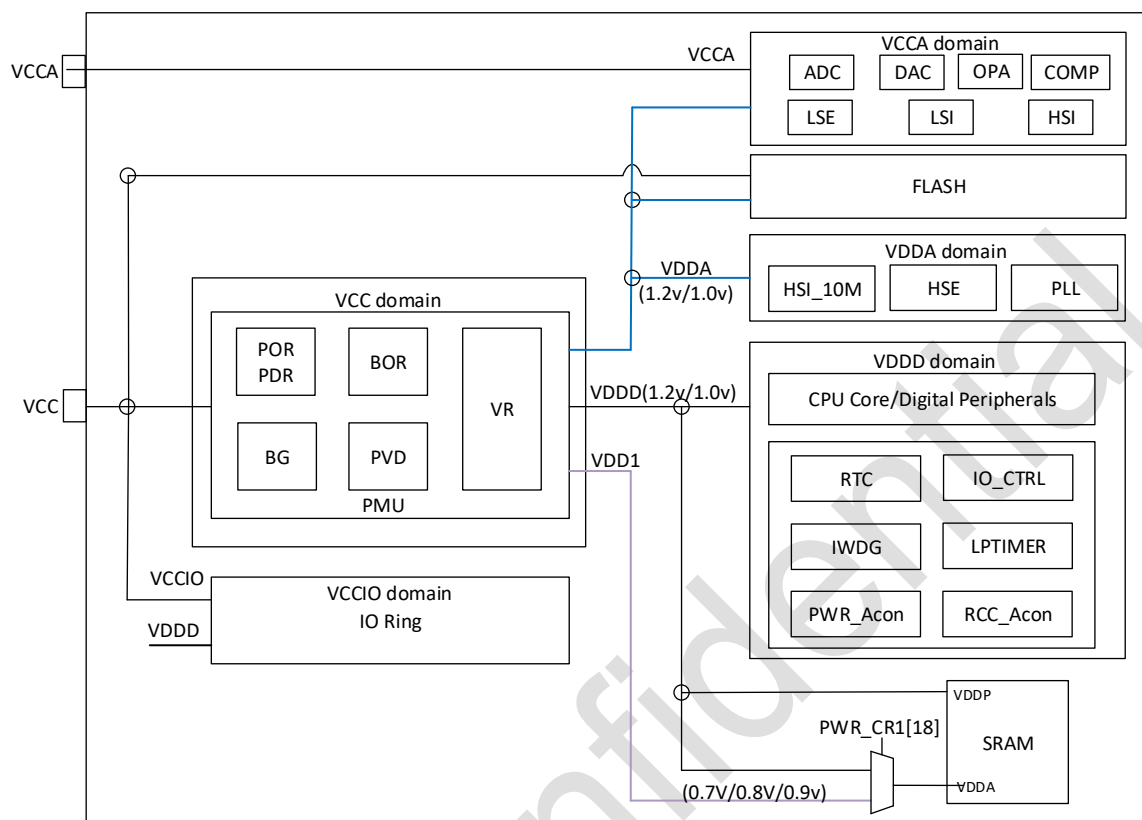 VCCA domain
VCCA
VCCA
ADC
DAC
OPA
COMP
LSE
LSI
HSI
FLASH
VDDA domain
VDDA
(1.2v/1.0v)
HSI_10M
HSE
PLL
VCC domain
POR
PDR
BOR
VR
BG
PVD
PMU
VCC
VDDD(1.2v/1.0v)
VDD1
VDDD domain
CPU Core/Digital Peripherals
RTC
IO_CTRL
IWDG
LPTIMER
PWR_Acon
RCC_Acon
VCCIO
VCCIO domain
IO Ring
VDDD
VDDP
PWR_CR1[18]
SRAM
VDDA
(0.7V/0.8V/0.9v)
nfidential